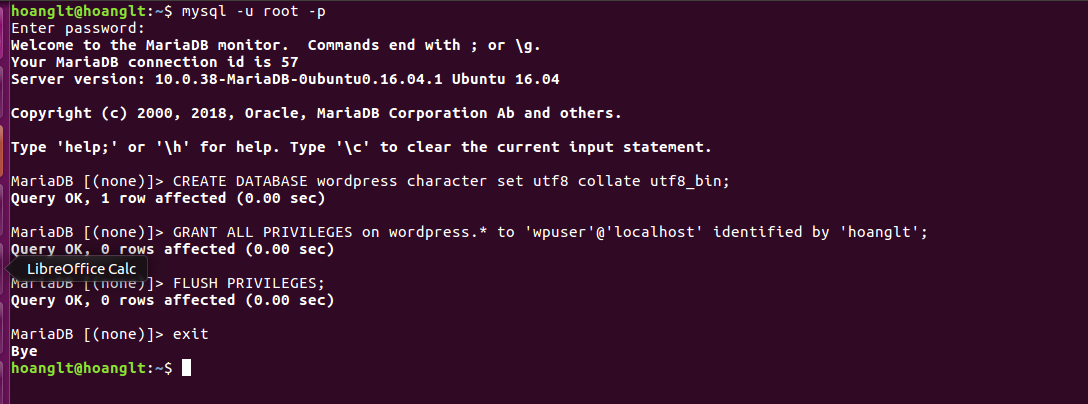 hoanglt@hoanglt:~$ mysql -u root -p
Enter password:
Welcome to the MariaDB monitor.  Commands end with ; or \g.
Your MariaDB connection id is 57
Server version: 10.0.38-MariaDB-0ubuntu0.16.04.1 Ubuntu 16.04
Copyright (c) 2000, 2018, Oracle, MariaDB Corporation Ab and others.
Type 'help;' or '\h' for help. Type '\c' to clear the current input statement.
MariaDB [(none)]> CREATE DATABASE wordpress character set utf8 collate utf8_bin;
Query OK, 1 row affected (0.00 sec)
MariaDB [(none)]> GRANT ALL PRIVILEGES on wordpress.* to 'wpuser'@'localhost' identified by 'hoanglt';
Query OK, 0 rows affected (0.00 sec)
LibreOffice Calc
MariaDB [(none)]> FLUSH PRIVILEGES;
Query OK, 0 rows affected (0.00 sec)
MariaDB [(none)]> exit
Bye
hoanglt@hoanglt:~$